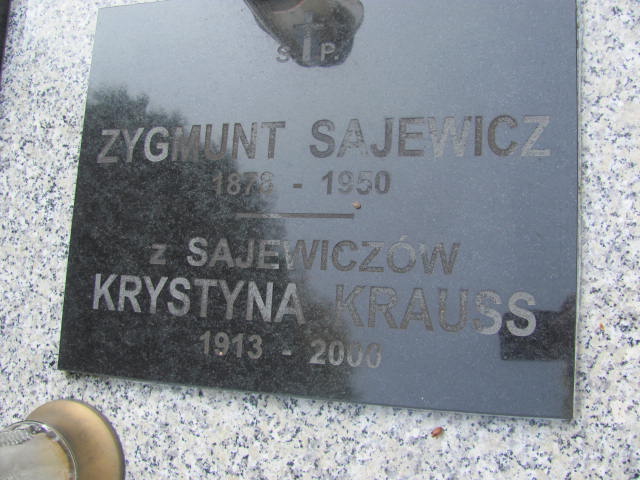 Ś P.
ZYGMUNT SAJEWICZ
1878 - 1950
z SAJEWICZÓW
KRYSTYNA KRAUSS
1913 - 2000